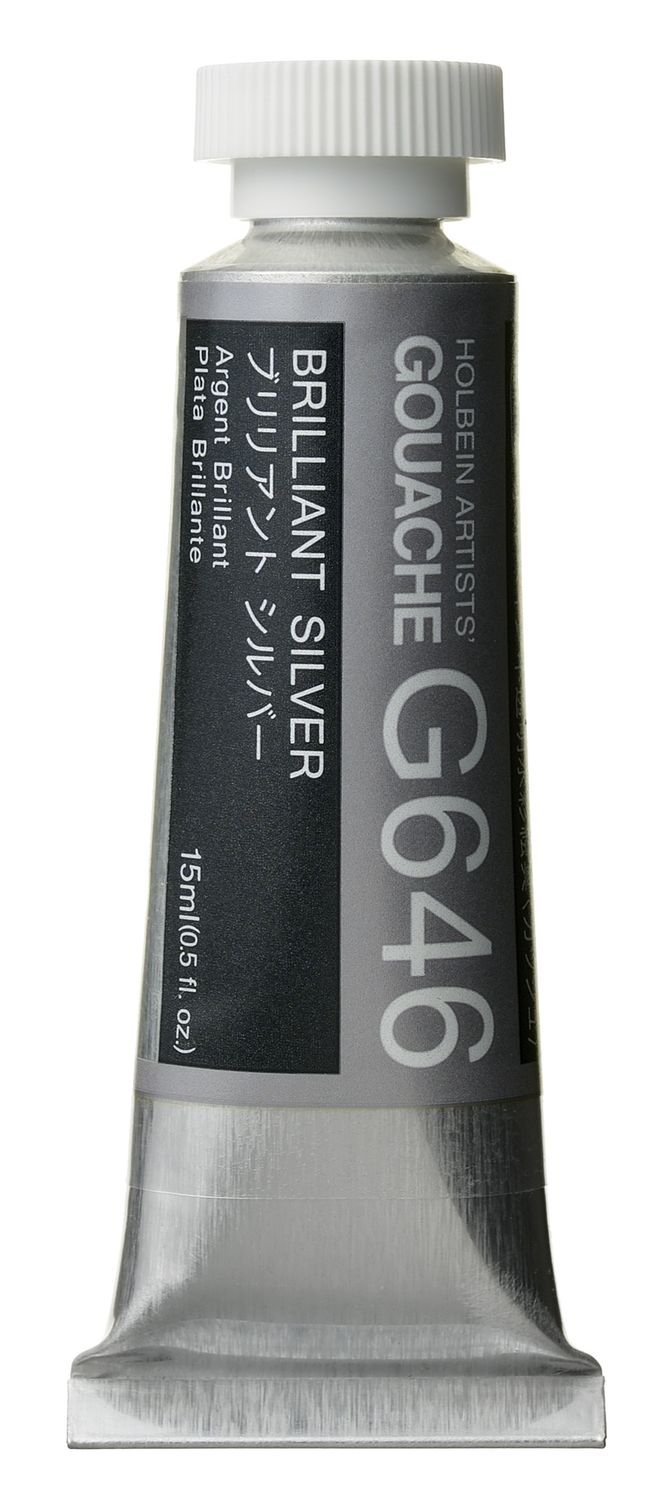 HOLBEIN ARTISTS'
GOUACHE G646
BRILLIANT SILVER
ブリリアント シルバー
Argent Brillant
Plata Brillante
15ml(0.5 fl. oz.)